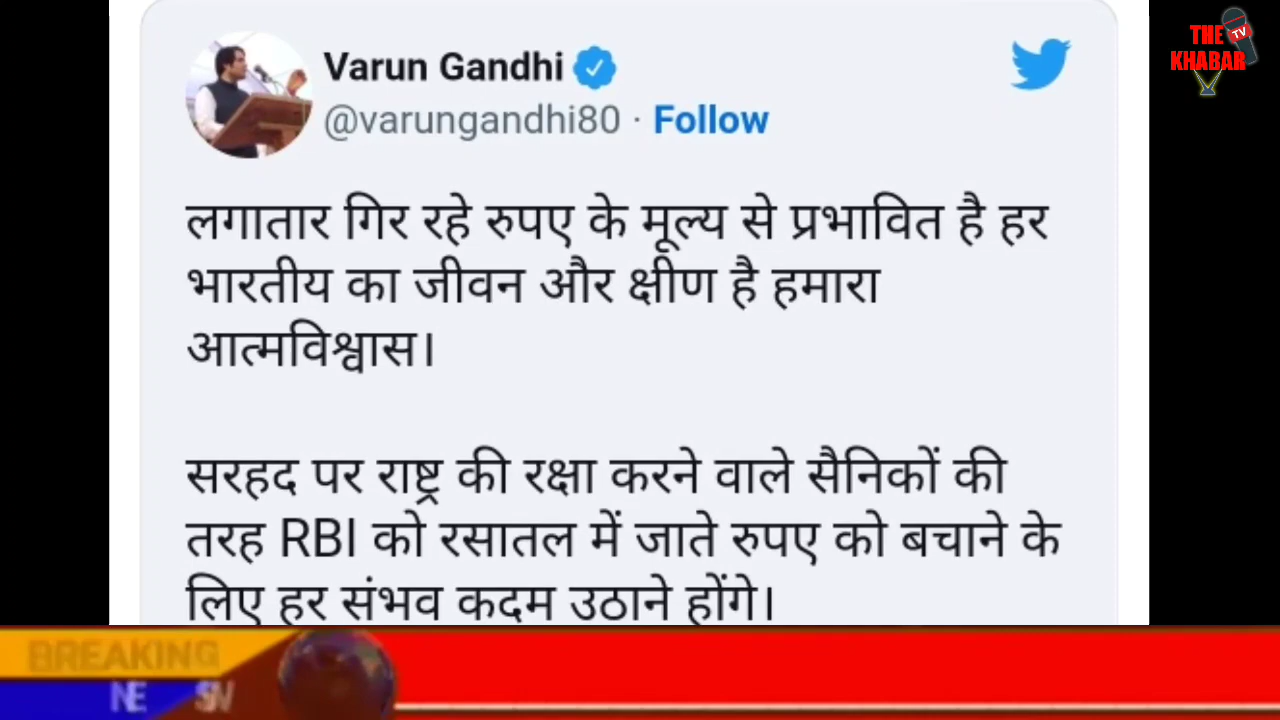 THE
TV
KHABAR
Varun Gandhi
@varungandhi80 · Follow
लगातार गिर रहे रुपए के मूल्य से प्रभावित है हर
भारतीय का जीवन और क्षीण है हमारा
आत्मविश्वास।
सरहद पर राष्ट्र की रक्षा करने वाले सैनिकों की
तरह RBI को रसातल में जाते रुपए को बचाने के
लिए हर संभव कदम उठाने होंगे।
BREAKING